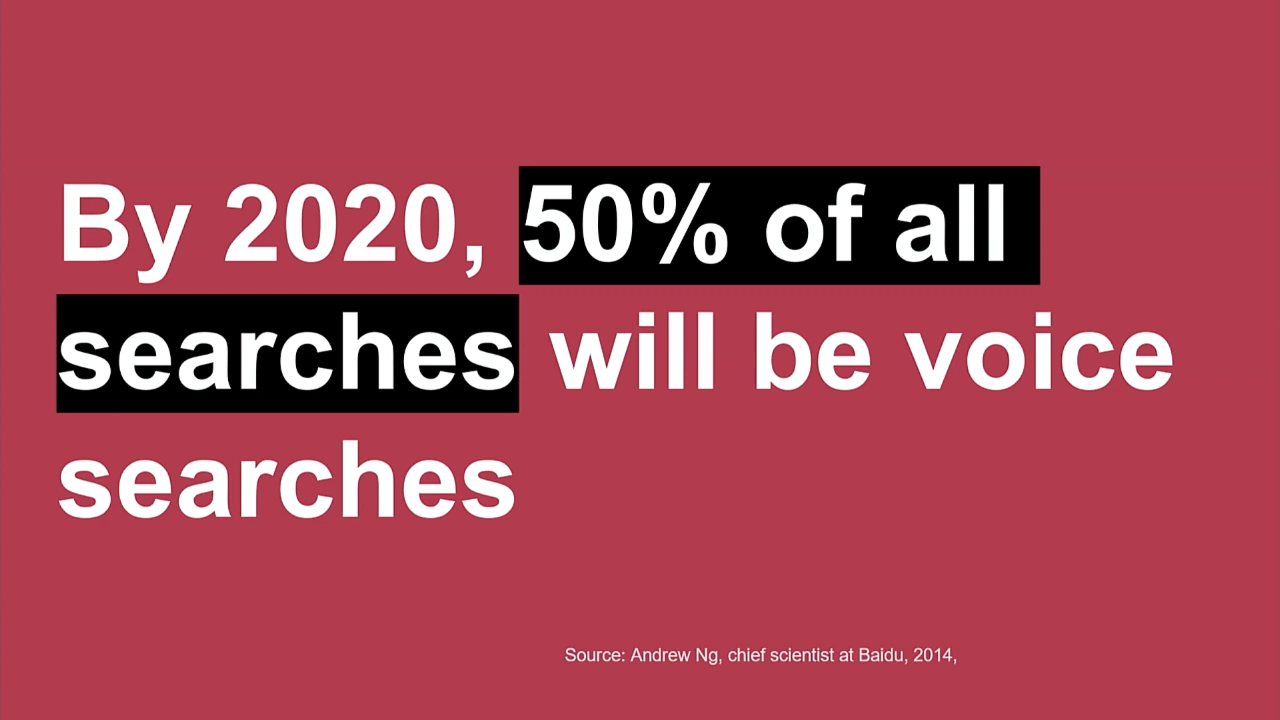 By 2020, 50% of all
searches will be voice
searches
Source: Andrew Ng, chief scientist at Baidu, 2014,